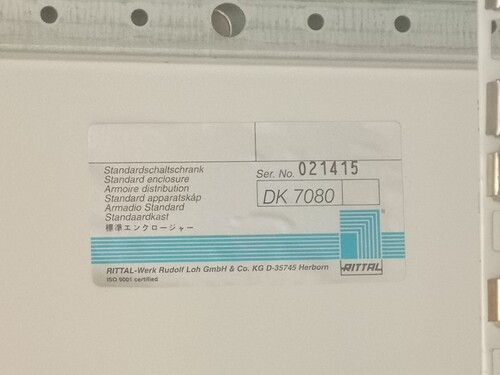 Standardschaltschrank
Standard enclosure
Armoire distribution
Standard apparatskåp
Armadio Standard
Standaardkast
標準エンクロージャー
Ser. No. 021415
DK 7080
RITTAL
RITTAL-Werk Rudolf Loh GmbH & Co. KG D-35745 Herborn
ISO 9001 certified